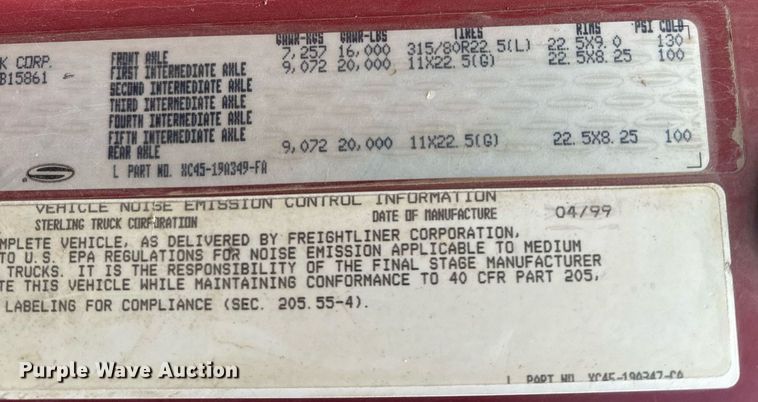 GAWR-KGS GAWR-LBS TIRES RIMS PSI COLD
K CORP. FRONT AXLE 7,257 16,000 315/80R22.5(L) 22.5X9.0 130
B15861 FIRST INTERMEDIATE AXLE 9,072 20,000 11X22.5(G) 22.5X8.25 100
SECOND INTERMEDIATE AXLE
THIRD INTERMEDIATE AXLE
FOURTH INTERMEDIATE AXLE
FIFTH INTERMEDIATE AXLE
REAR AXLE 9,072 20,000 11X22.5(G) 22.5X8.25 100
L PART NO. XC45-19A349-FA
VEHICLE NOISE EMISSION CONTROL INFORMATION
STERLING TRUCK CORPORATION DATE OF MANUFACTURE 04/99
MPLETE VEHICLE, AS DELIVERED BY FREIGHTLINER CORPORATION,
TO U.S. EPA REGULATIONS FOR NOISE EMISSION APPLICABLE TO MEDIUM
TRUCKS. IT IS THE RESPONSIBILITY OF THE FINAL STAGE MANUFACTURER
TE THIS VEHICLE WHILE MAINTAINING CONFORMANCE TO 40 CFR PART 205,
LABELING FOR COMPLIANCE (SEC. 205.55-4).
L PART NO. XC45-19A347-CA
Purple Wave Auction